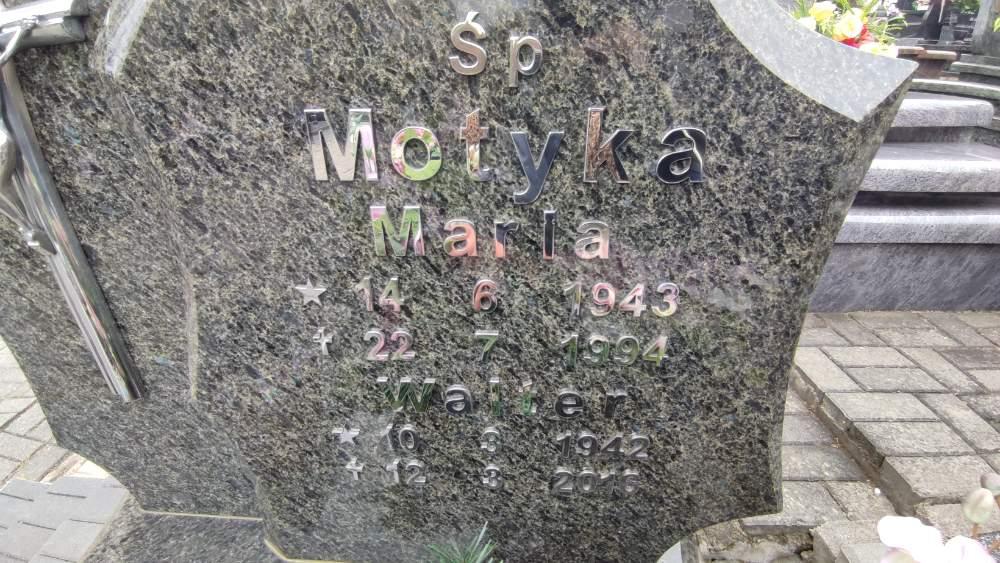 Śp
Motyka
Maria
★ 14 6 1943
✝ 22 7 1994
Walter
★ 10 3 1942
✝ 12 3 2016